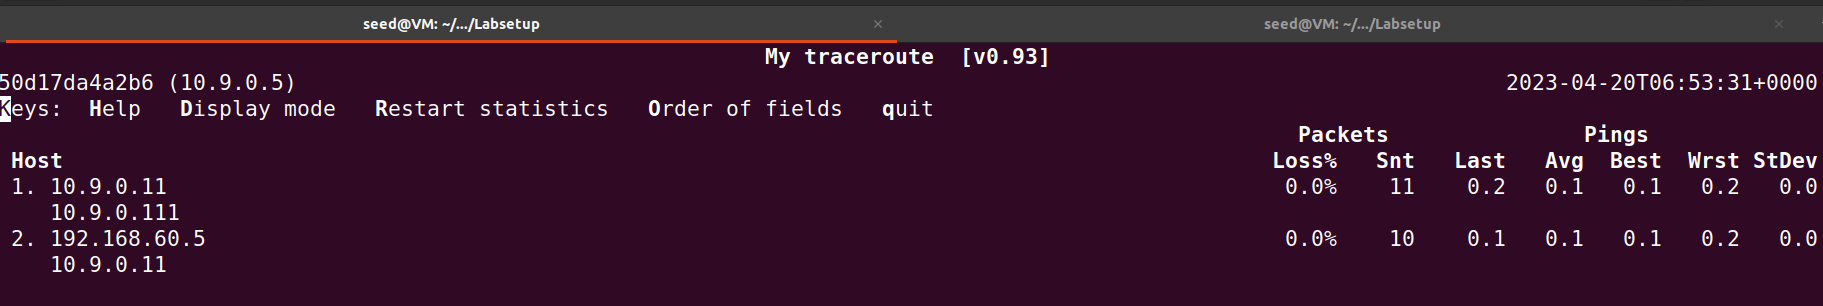 seed@VM: ~/.../Labsetup × seed@VM: ~/.../Labsetup ×
My traceroute [v0.93]
50d17da4a2b6 (10.9.0.5) 2023-04-20T06:53:31+0000
Keys: Help Display mode Restart statistics Order of fields quit
Packets Pings
Host Loss% Snt Last Avg Best Wrst StDev
1. 10.9.0.11 0.0% 11 0.2 0.1 0.1 0.2 0.0
10.9.0.111
2. 192.168.60.5 0.0% 10 0.1 0.1 0.1 0.2 0.0
10.9.0.11